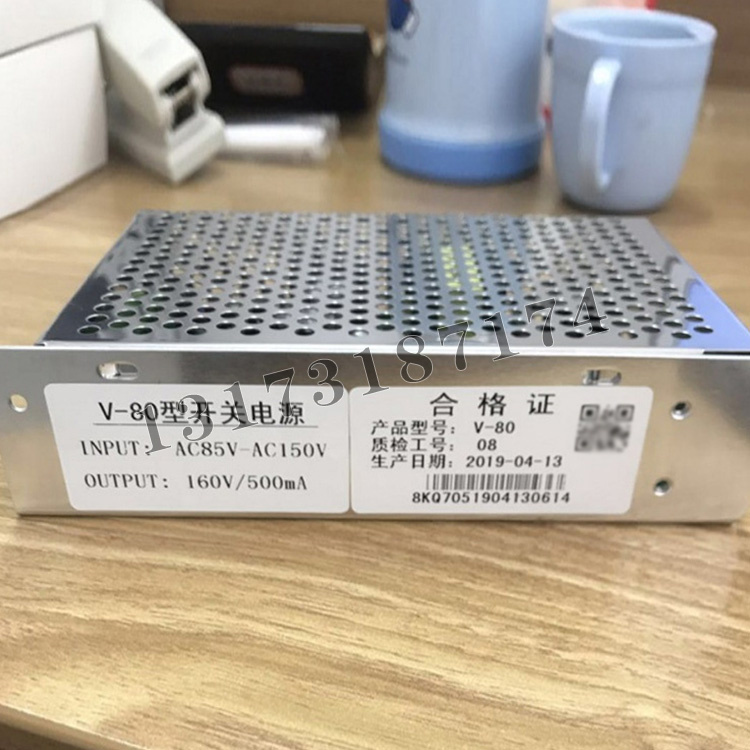 V-80型开关电源
INPUT: AC85V-AC150V
OUTPUT: 160V/500mA
合格证
产品型号: V-80
质检工号: 08
生产日期: 2019-04-13
8KQ7051904130614
13173187174